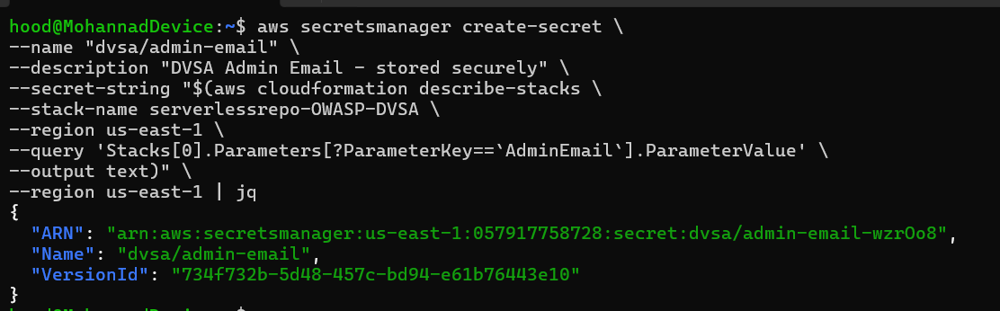 hood@MohannadDevice:~$ aws secretsmanager create-secret \
--name "dvsa/admin-email" \
--description "DVSA Admin Email - stored securely" \
--secret-string "$(aws cloudformation describe-stacks \
--stack-name serverlessrepo-OWASP-DVSA \
--region us-east-1 \
--query 'Stacks[0].Parameters[?ParameterKey==`AdminEmail`].ParameterValue' \
--output text)" \
--region us-east-1 | jq
{
  "ARN": "arn:aws:secretsmanager:us-east-1:057917758728:secret:dvsa/admin-email-wzrOo8",
  "Name": "dvsa/admin-email",
  "VersionId": "734f732b-5d48-457c-bd94-e61b76443e10"
}